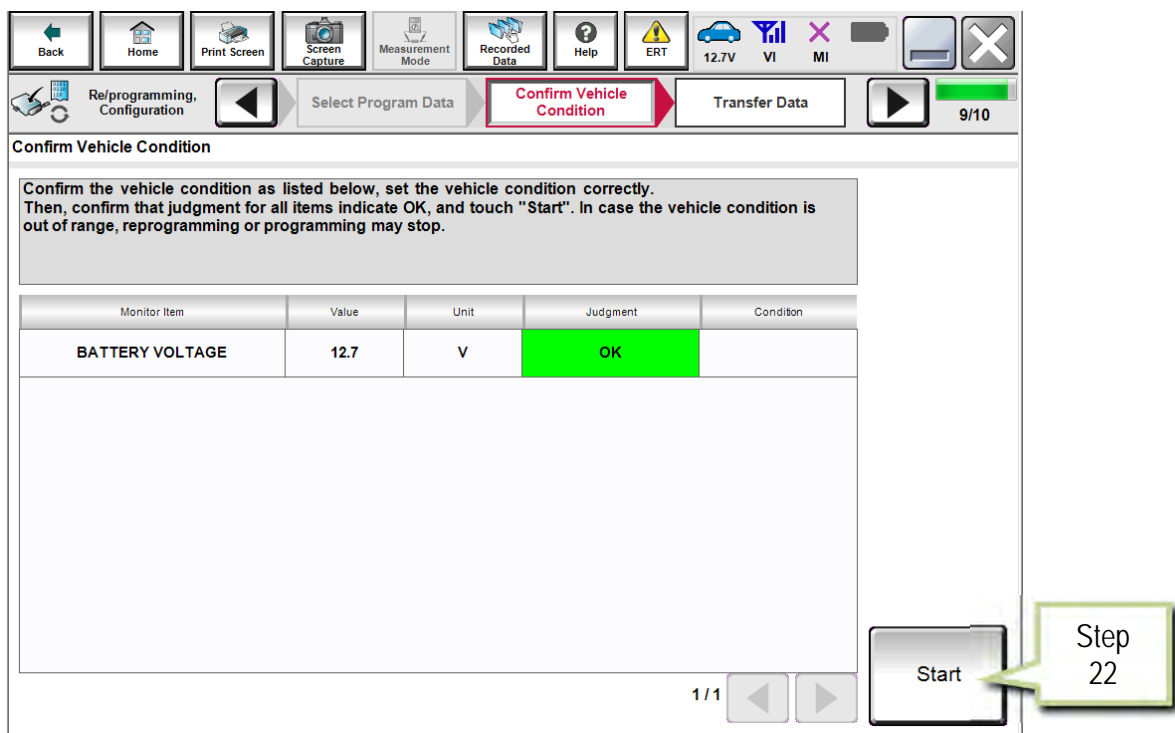 Back
Home
Print Screen
Screen
Capture
Measurement
Mode
Recorded
Data
Help
ERT
12.7V
VI
MI
Re/programming,
Configuration
Select Program Data
Confirm Vehicle
Condition
Transfer Data
9/10
Confirm Vehicle Condition
Confirm the vehicle condition as listed below, set the vehicle condition correctly.
Then, confirm that judgment for all items indicate OK, and touch "Start". In case the vehicle condition is
out of range, reprogramming or programming may stop.
Monitor Item Value Unit Judgment Condition
BATTERY VOLTAGE 12.7 V OK
Step
22
Start
1 / 1